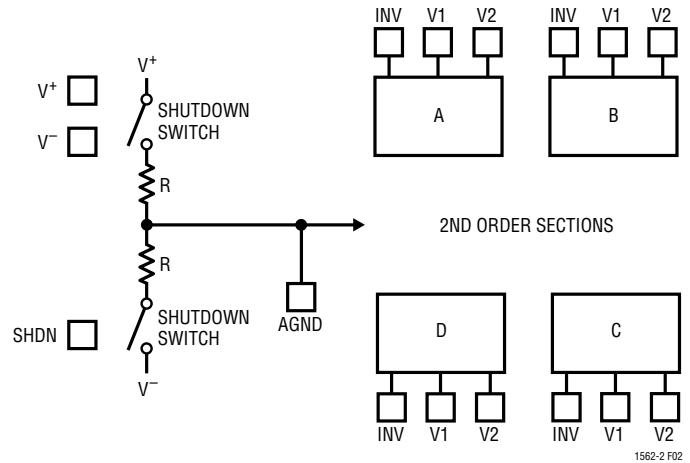 INV V1 V2 INV V1 V2
V+
V+
SHUTDOWN
SWITCH
A B
V−
R
2ND ORDER SECTIONS
R
AGND
D C
SHDN
SHUTDOWN
SWITCH
V−
INV V1 V2 INV V1 V2
1562-2 F02